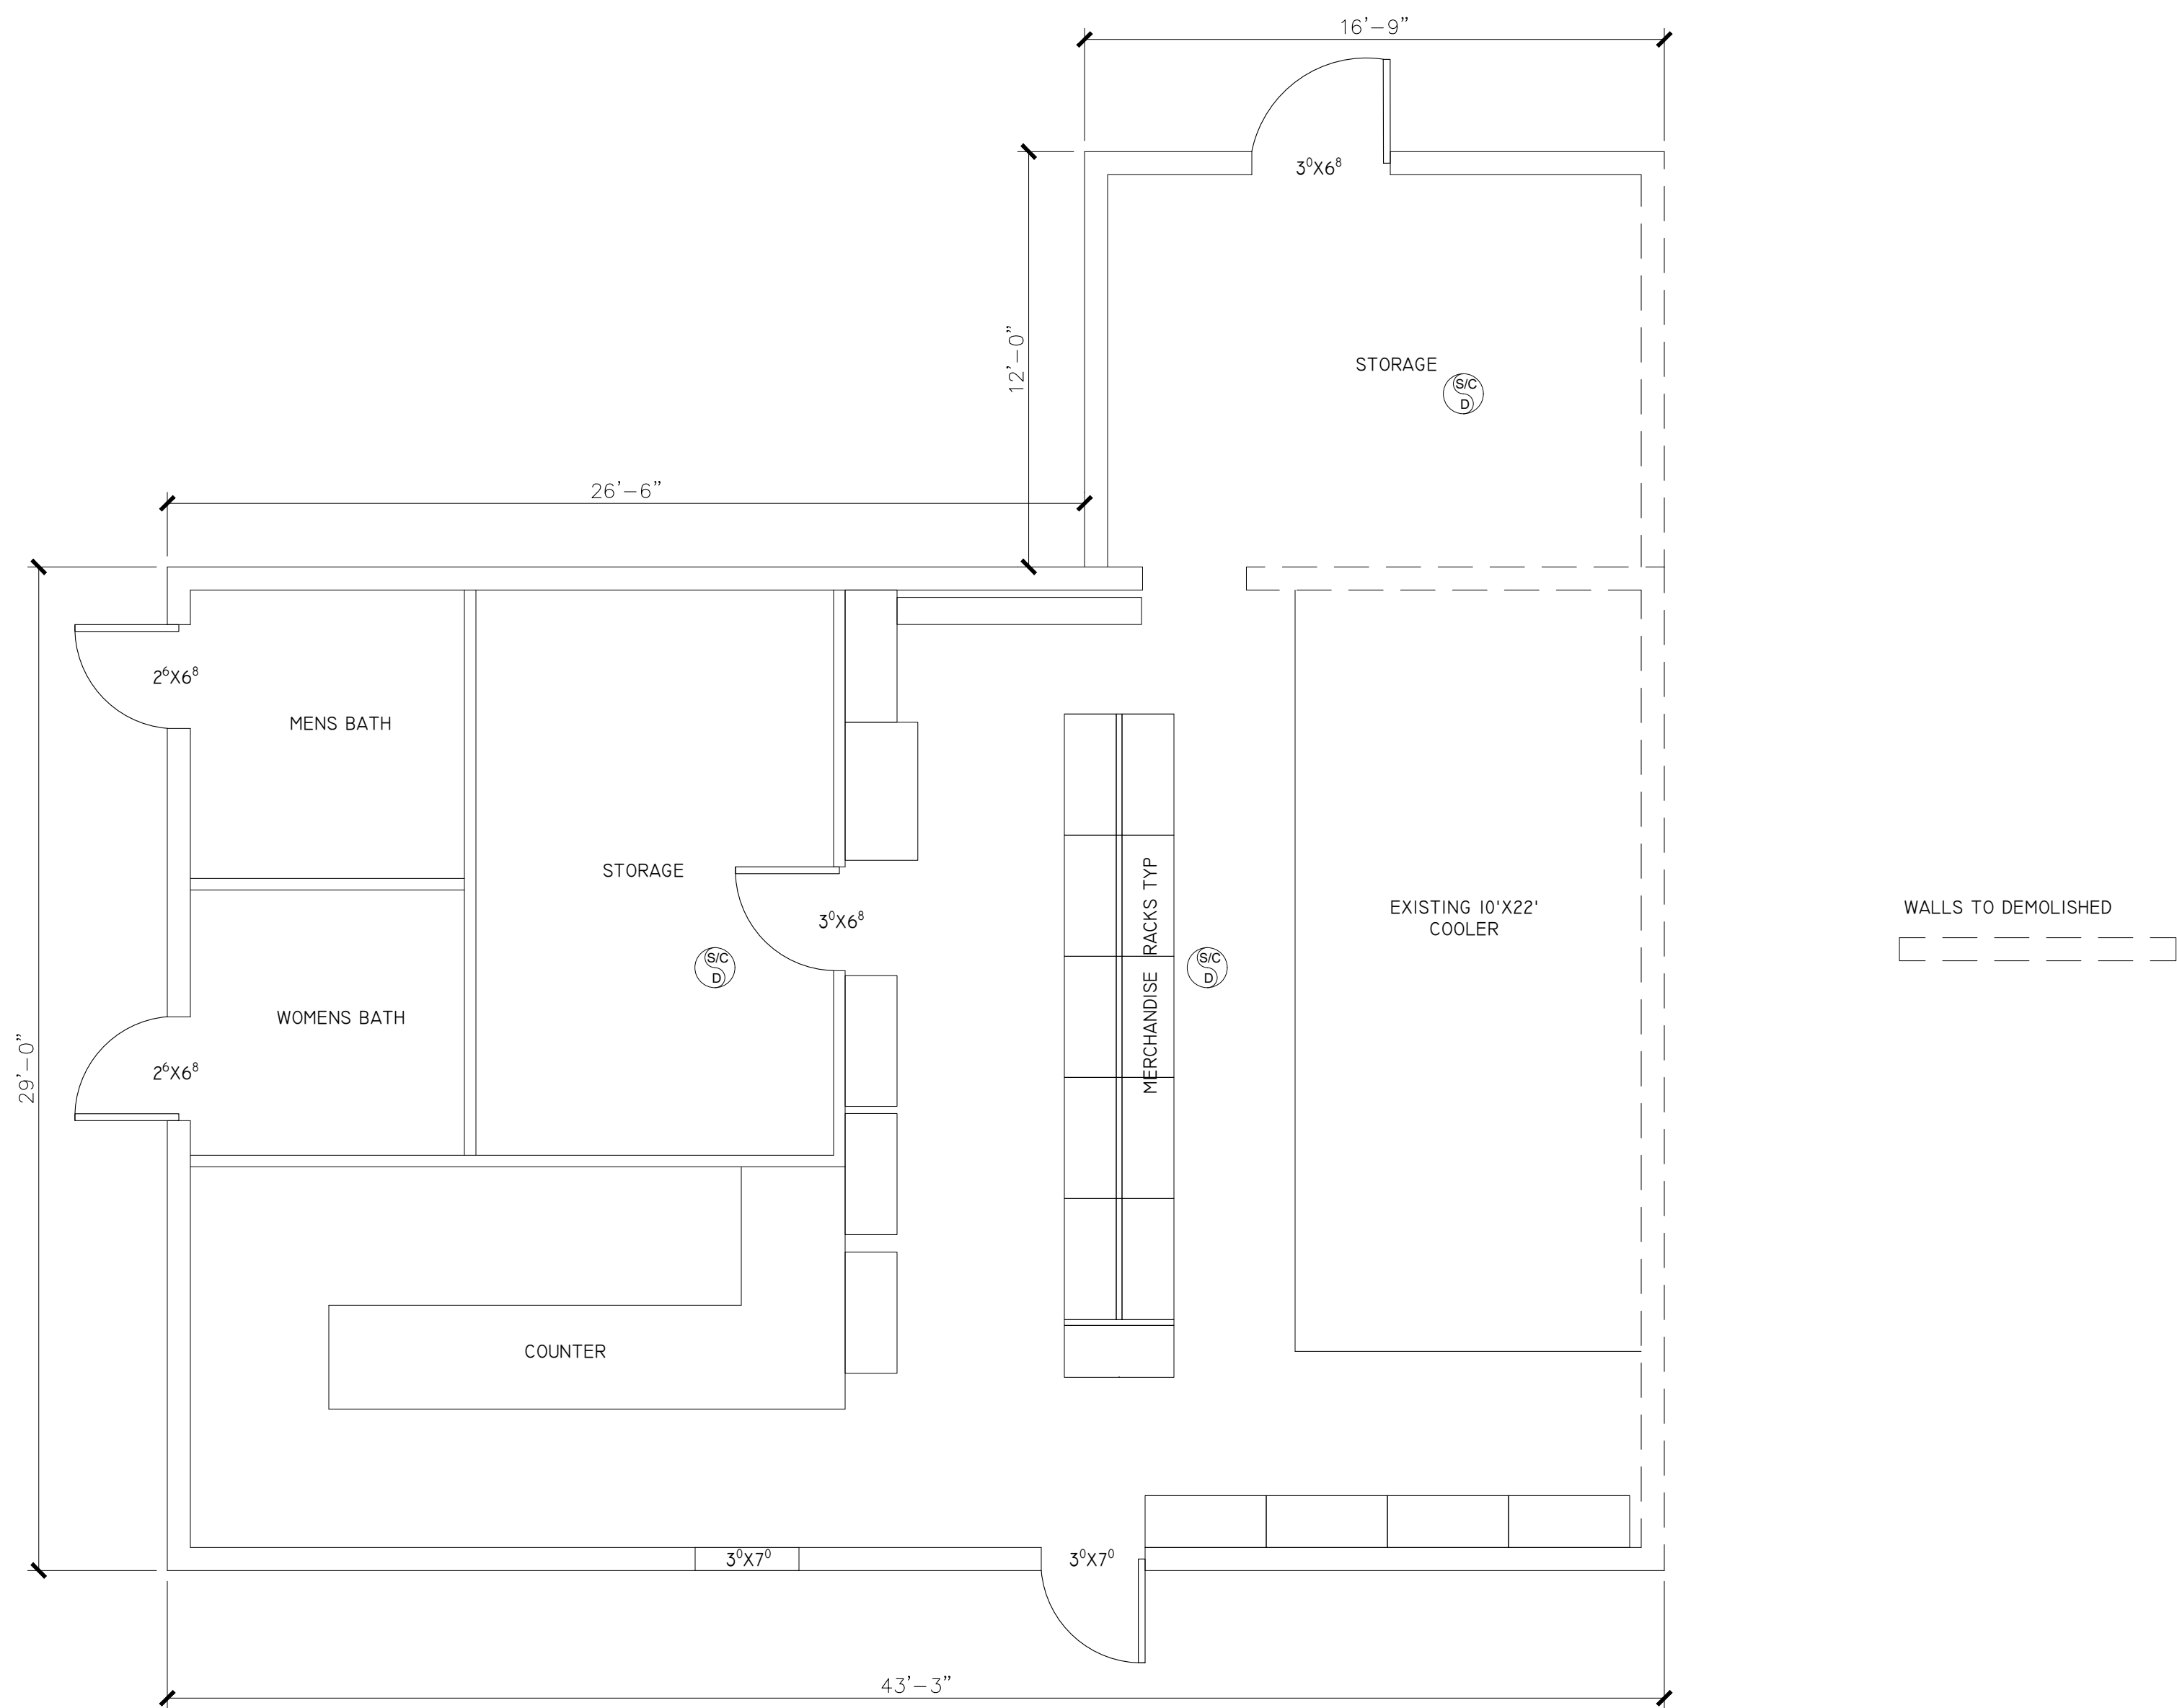 16'-9"
3⁰X6⁸
12'-0"
STORAGE
S/C
D
26'-6"
2⁶X6⁸
MENS BATH
STORAGE
3⁰X6⁸
S/C
D
MERCHANDISE RACKS TYP
S/C
D
EXISTING 10'X22'
COOLER
WALLS TO DEMOLISHED
WOMENS BATH
2⁶X6⁸
29'-0"
COUNTER
3⁰X7⁰
3⁰X7⁰
43'-3"